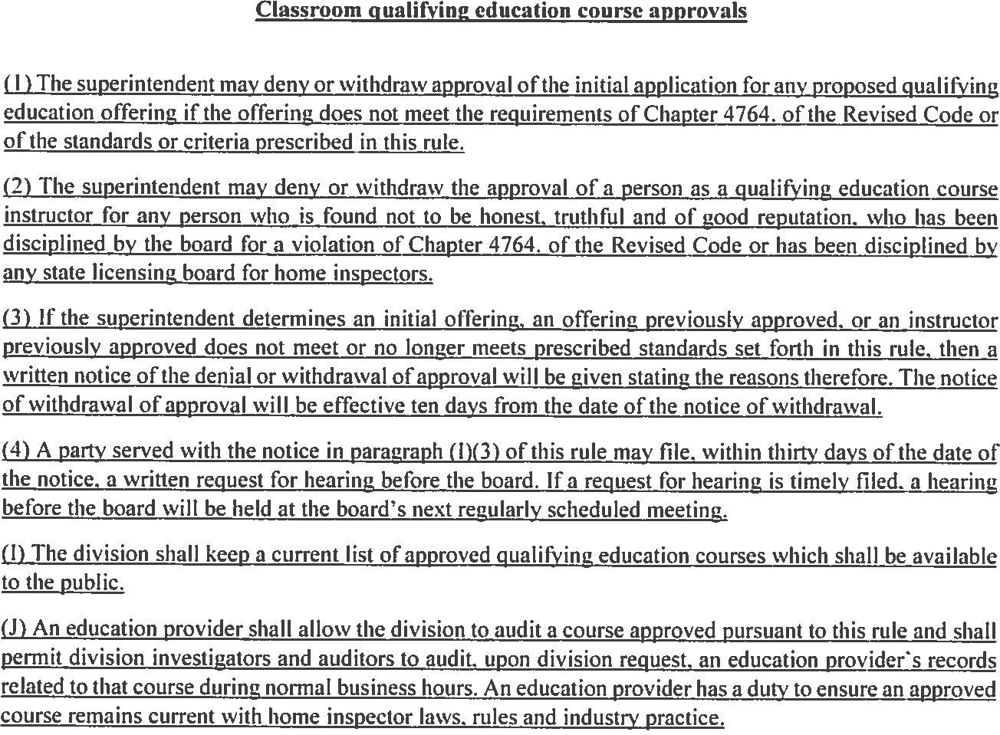 Classroom qualifying education course approvals
(1) The superintendent may deny or withdraw approval of the initial application for any proposed qualifying
education offering if the offering does not meet the requirements of Chapter 4764. of the Revised Code or
of the standards or criteria prescribed in this rule.
(2) The superintendent may deny or withdraw the approval of a person as a qualifying education course
instructor for any person who is found not to be honest, truthful and of good reputation, who has been
disciplined by the board for a violation of Chapter 4764. of the Revised Code or has been disciplined by
any state licensing board for home inspectors.
(3) If the superintendent determines an initial offering, an offering previously approved, or an instructor
previously approved does not meet or no longer meets prescribed standards set forth in this rule, then a
written notice of the denial or withdrawal of approval will be given stating the reasons therefore. The notice
of withdrawal of approval will be effective ten days from the date of the notice of withdrawal.
(4) A party served with the notice in paragraph (I)(3) of this rule may file, within thirty days of the date of
the notice, a written request for hearing before the board. If a request for hearing is timely filed, a hearing
before the board will be held at the board's next regularly scheduled meeting.
(I) The division shall keep a current list of approved qualifying education courses which shall be available
to the public.
(J) An education provider shall allow the division to audit a course approved pursuant to this rule and shall
permit division investigators and auditors to audit, upon division request, an education provider's records
related to that course during normal business hours. An education provider has a duty to ensure an approved
course remains current with home inspector laws, rules and industry practice.